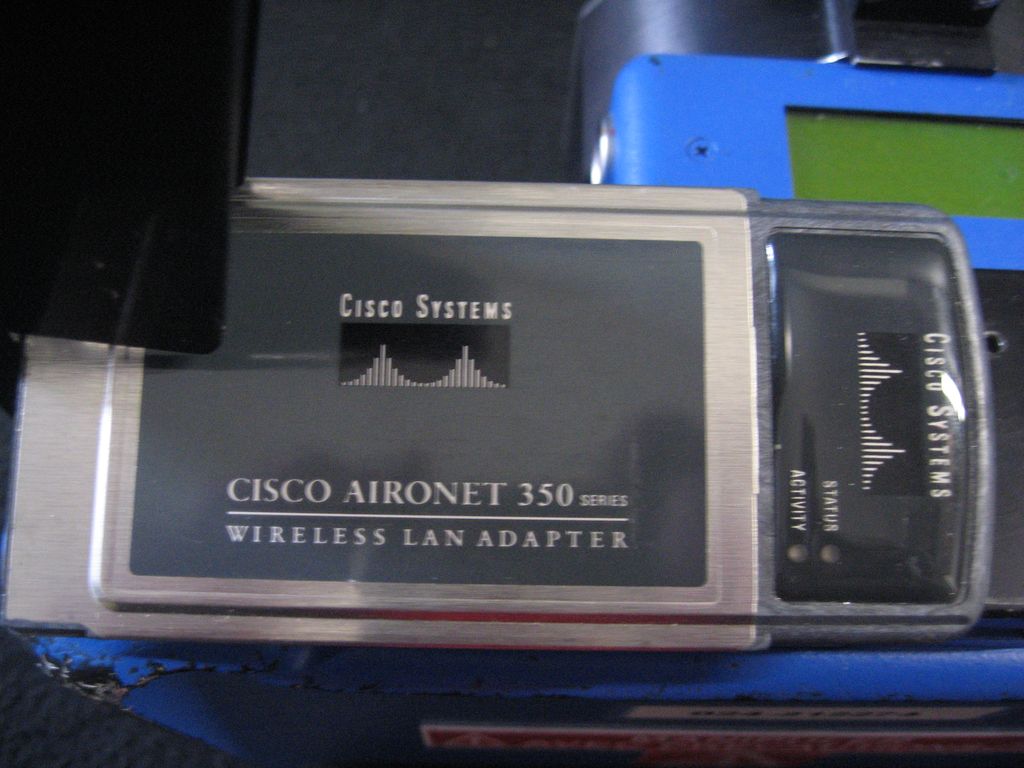 CISCO SYSTEMS
CISCO AIRONET 350 SERIES
WIRELESS LAN ADAPTER
CISCO SYSTEMS
STATUS
ACTIVITY